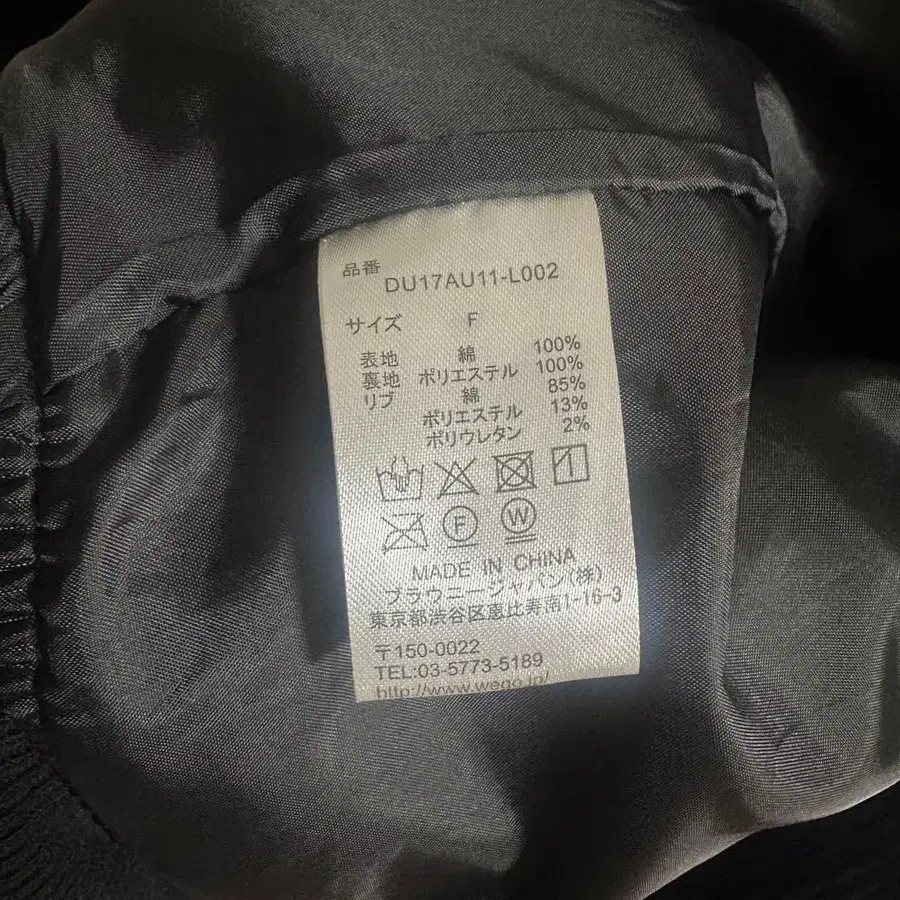 品番 DU17AU11-L002
サイズ F
表地 綿 100%
裏地 ポリエステル 100%
リブ 綿 85%
ポリエステル 13%
ポリウレタン 2%
F W
MADE IN CHINA
ブラウニージャパン(株)
東京都渋谷区恵比寿南1-16-3
〒150-0022
TEL:03-5773-5189
http://www.wego.jp/